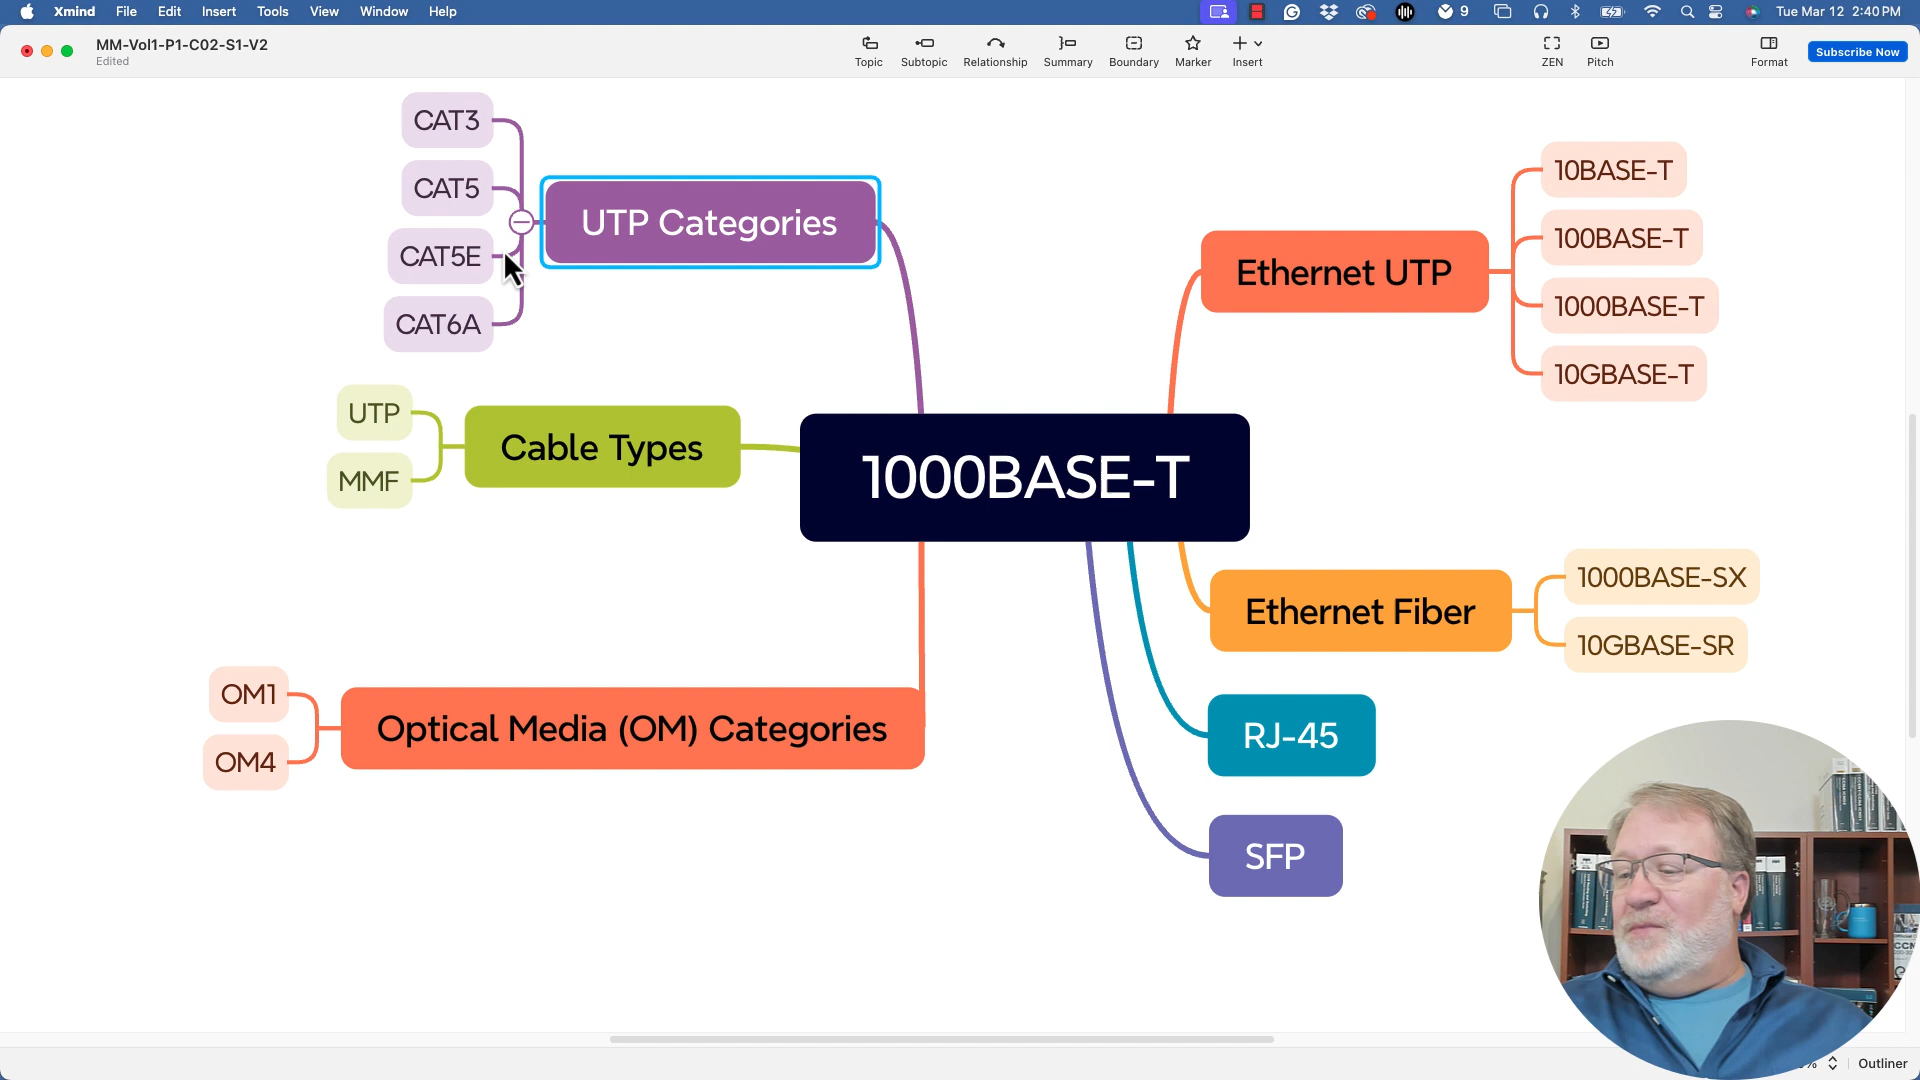 Xmind File Edit Insert Tools View Window Help
9
Tue Mar 12 2:40 PM
MM-Vol1-P1-C02-S1-V2
Edited
Topic Subtopic Relationship Summary Boundary Marker Insert
ZEN Pitch
Format
Subscribe Now
CAT3
CAT5
CAT5E
CAT6A
UTP Categories
UTP
MMF
Cable Types
OM1
OM4
Optical Media (OM) Categories
1000BASE-T
Ethernet UTP
10BASE-T
100BASE-T
1000BASE-T
10GBASE-T
Ethernet Fiber
1000BASE-SX
10GBASE-SR
RJ-45
SFP
%
Outliner